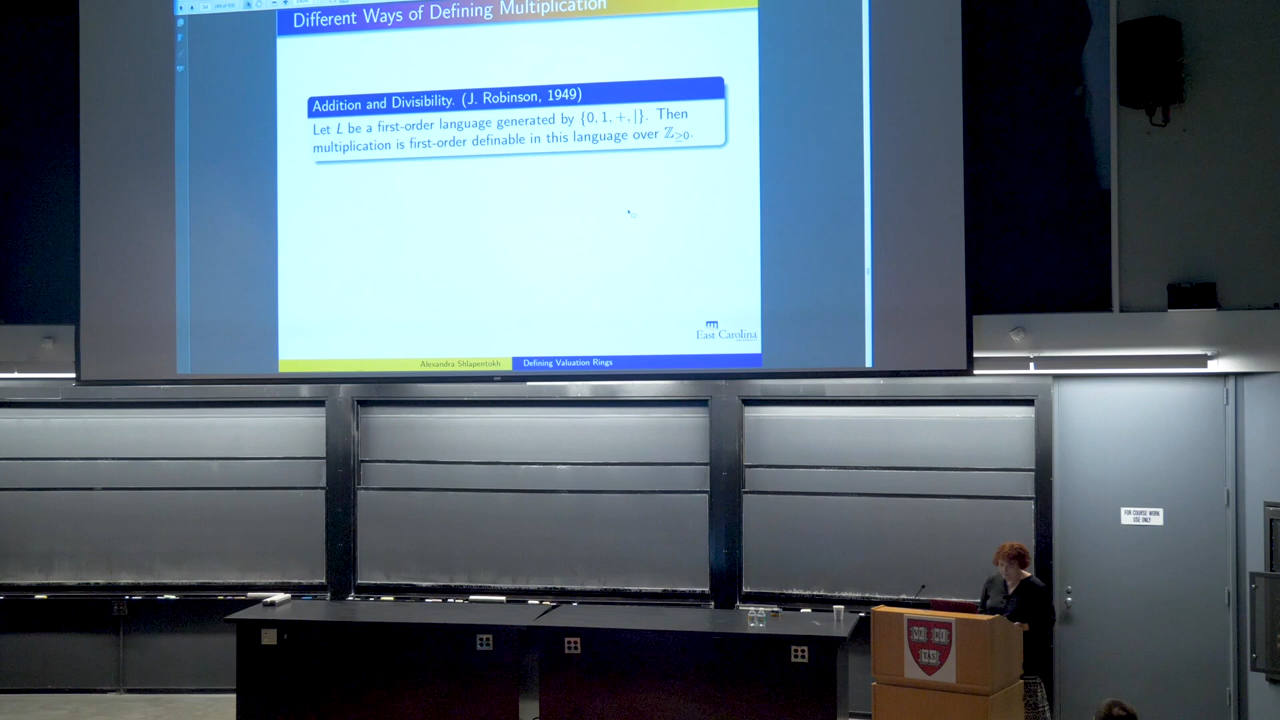 Different Ways of Defining Multiplication
Addition and Divisibility. (J. Robinson, 1949)
Let L be a first-order language generated by {0, 1, +, |}. Then
multiplication is first-order definable in this language over ℤ≥0.
East Carolina
Alexandra Shlapentokh
Defining Valuation Rings
FOR COURSE WORK
USE ONLY